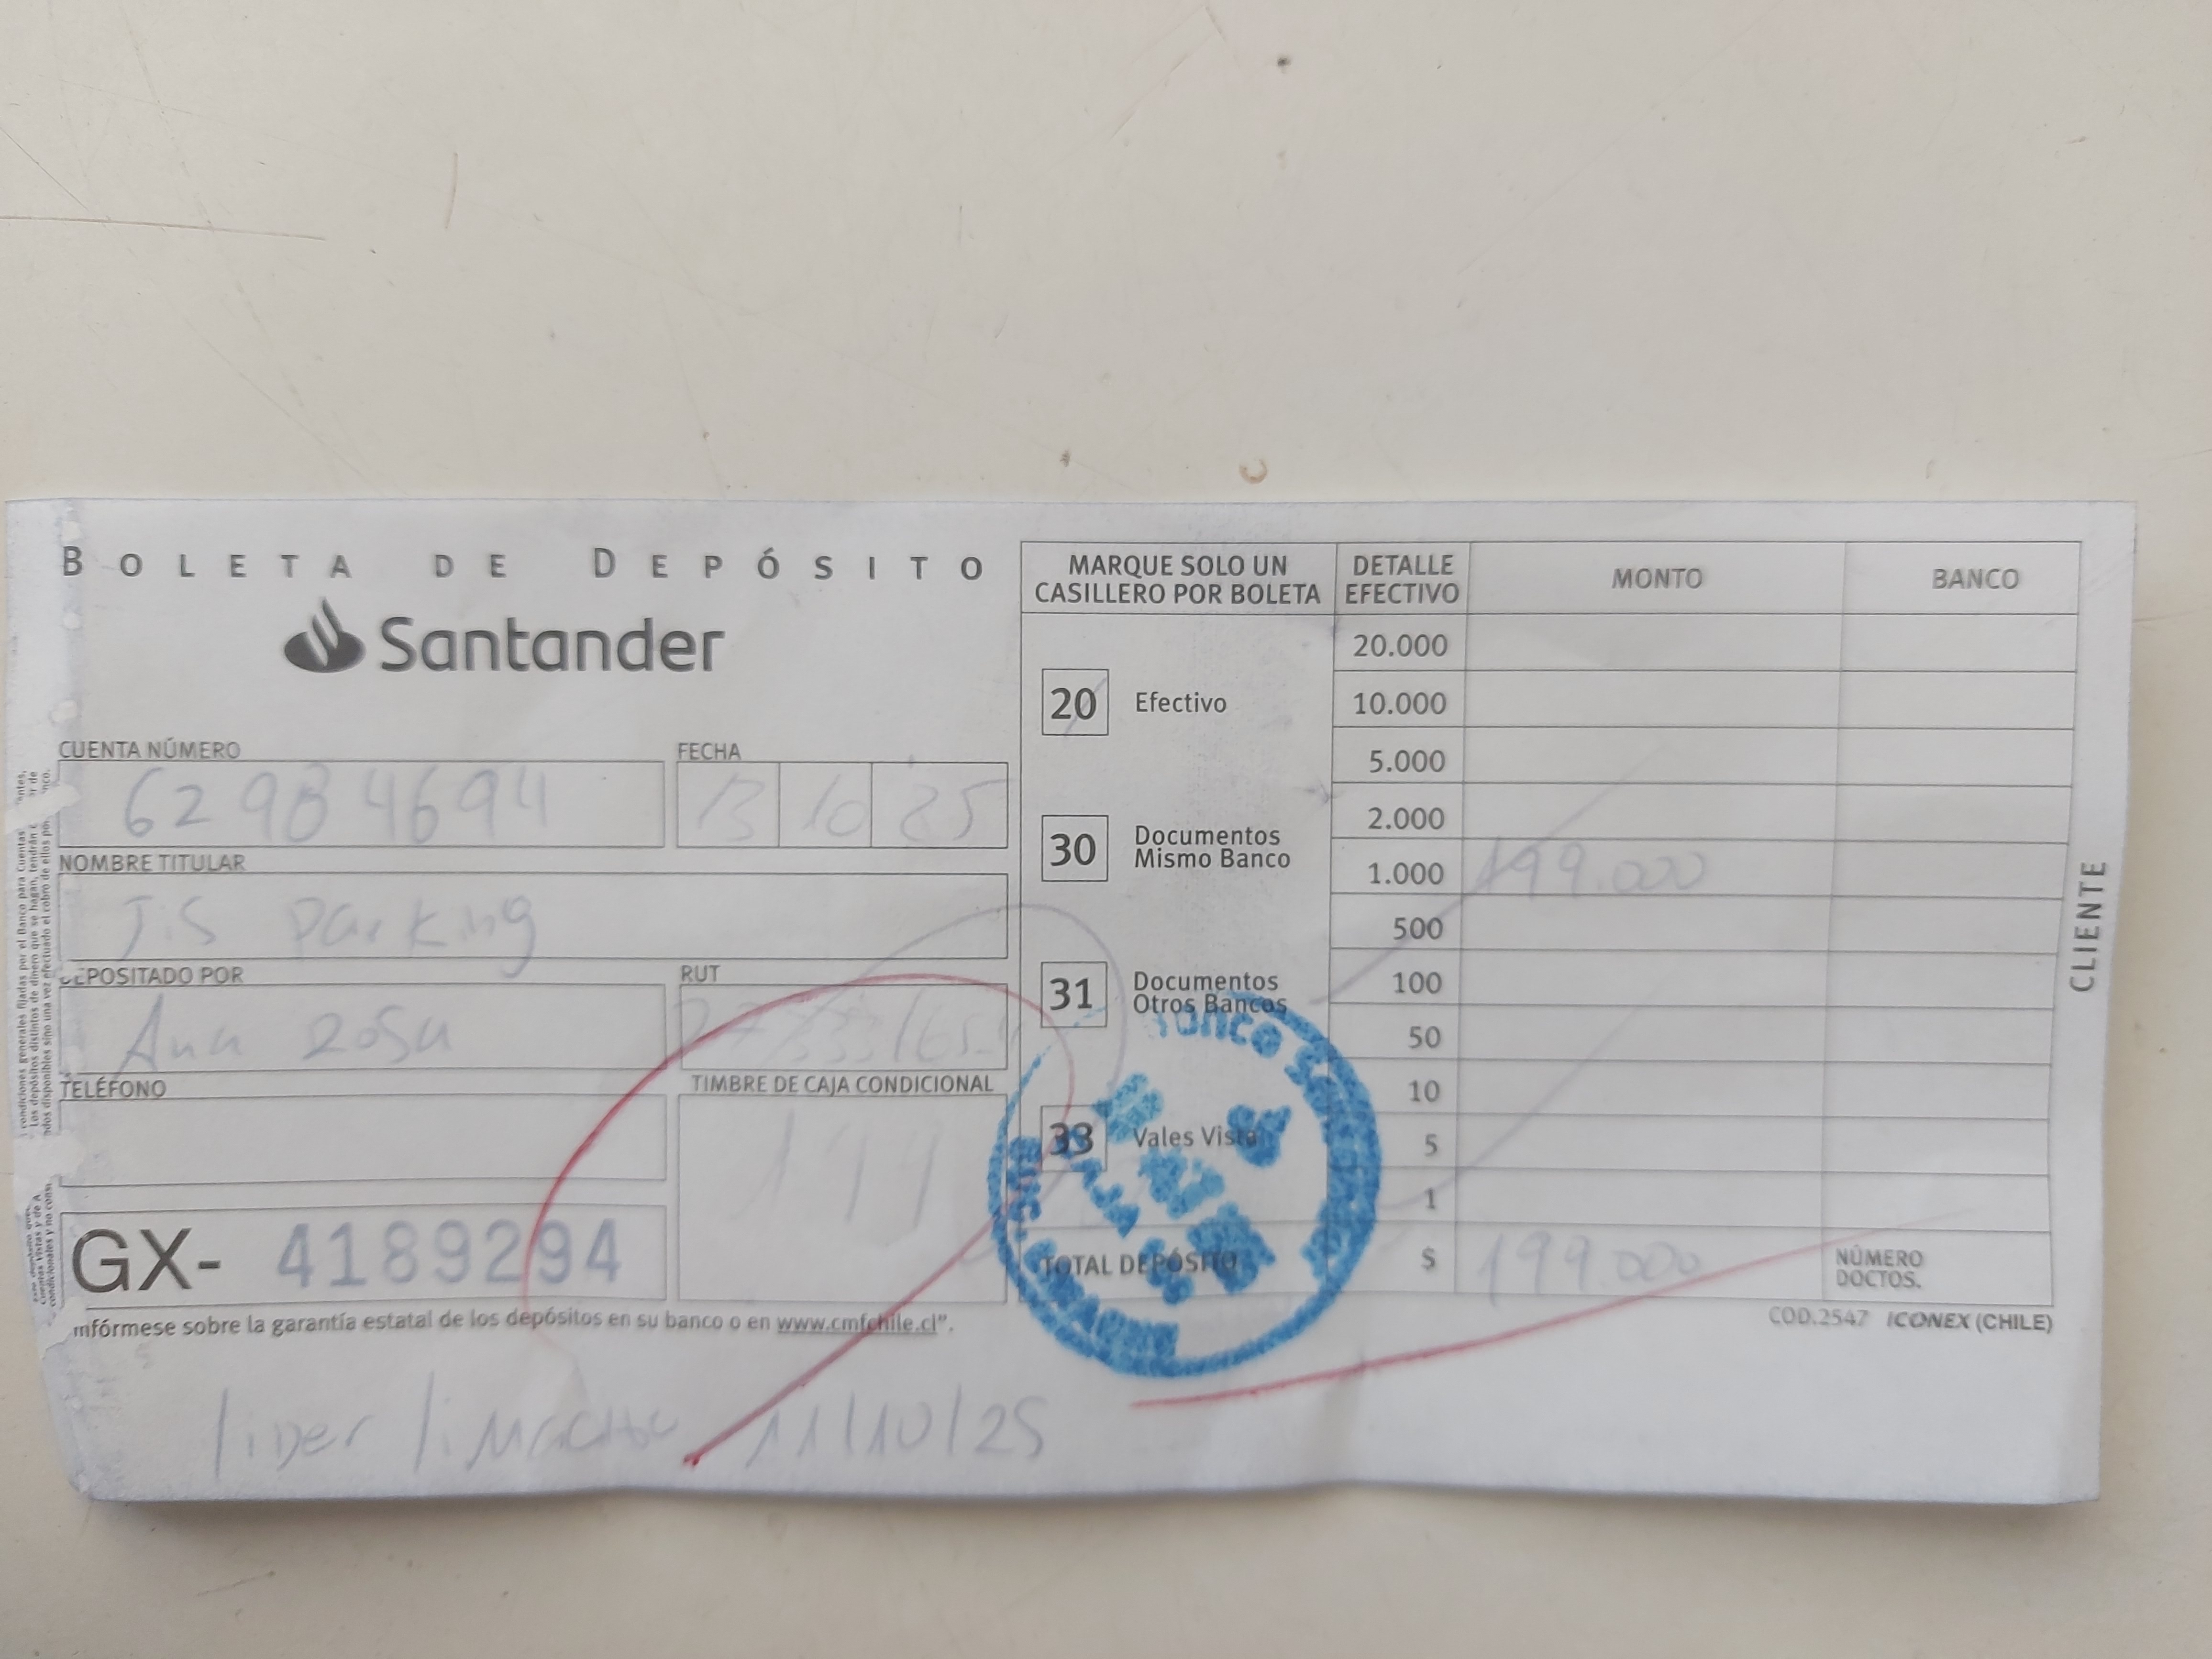 BOLETA DE DEPÓSITO
Santander
CUENTA NÚMERO
62984694
FECHA
13 10 25
NOMBRE TITULAR
J.S Parking
DEPOSITADO POR
Ana Rosa
RUT
TELÉFONO
TIMBRE DE CAJA CONDICIONAL
GX- 4189294
Infórmese sobre la garantía estatal de los depósitos en su banco o en www.cmfchile.cl".
lider limache 11/10/25
MARQUE SOLO UN
CASILLERO POR BOLETA
20 Efectivo
30 Documentos
Mismo Banco
31 Documentos
Otros Bancos
33 Vales Vista
TOTAL DEPÓSITO
DETALLE
EFECTIVO
MONTO
BANCO
20.000
10.000
5.000
2.000
1.000 199.000
500
100
50
10
5
1
$ 199.000
NÚMERO
DOCTOS.
COD.2547 ICONEX (CHILE)
CLIENTE